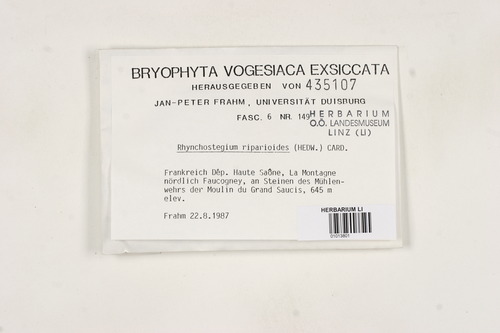 BRYOPHYTA VOGESIACA EXSICCATA
HERAUSGEGEBEN VON 435107
JAN-PETER FRAHM, UNIVERSITÄT DUISBURG
FASC. 6 NR. 149
HERBARIUM
O.Ö. LANDESMUSEUM
LINZ (LI)
Rhynchostegium riparioides (HEDW.) CARD.
Frankreich Dép. Haute Saône, La Montagne
nördlich Faucogney, an Steinen des Mühlen-
wehrs der Moulin du Grand Saucis, 645 m
elev.
Frahm 22.8.1987
HERBARIUM LI
01013801